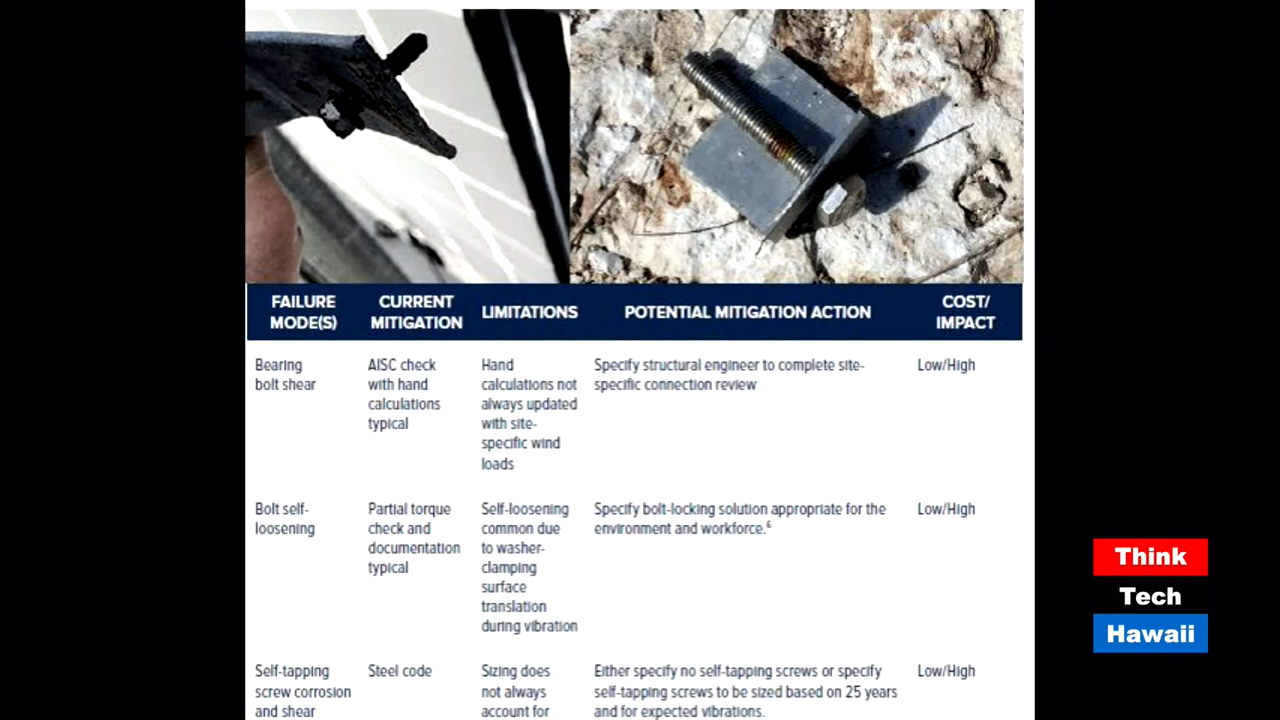 FAILURE MODE(S)
CURRENT MITIGATION
LIMITATIONS
POTENTIAL MITIGATION ACTION
COST/ IMPACT
Bearing
bolt shear
AISC check
with hand
calculations
typical
Hand
calculations not
always updated
with site-
specific wind
loads
Specify structural engineer to complete site-
specific connection review
Low/High
Bolt self-
loosening
Partial torque
check and
documentation
typical
Self-loosening
common due
to washer-
clamping
surface
translation
during vibration
Specify bolt-locking solution appropriate for the
environment and workforce.⁶
Low/High
Self-tapping
screw corrosion
and shear
Steel code
Sizing does
not always
account for
Either specify no self-tapping screws or specify
self-tapping screws to be sized based on 25 years
and for expected vibrations.
Low/High
Think
Tech
Hawaii